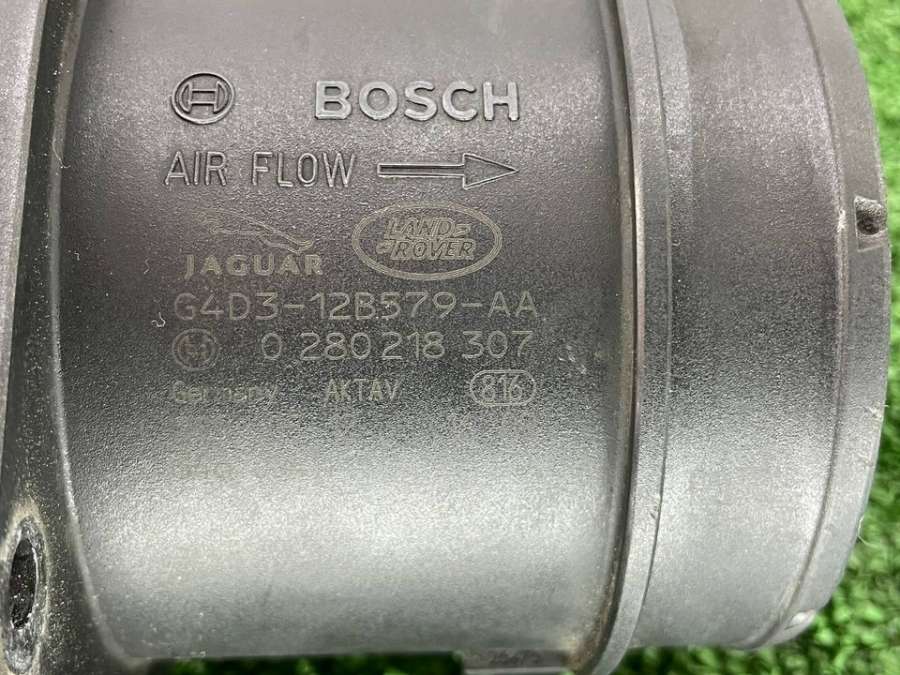 BOSCH
AIR FLOW
JAGUAR
LAND
ROVER
G4D3-12B579-AA
0 280 218 307
Germany AKTAV 816